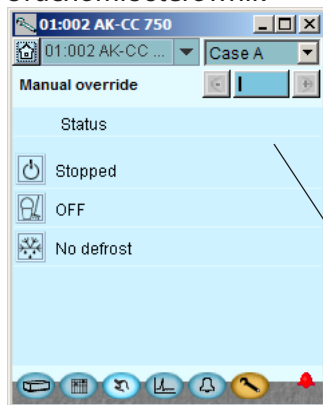 01:002 AK-CC 750
01:002 AK-CC ... Case A
Manual override
Status
Stopped
OFF
No defrost